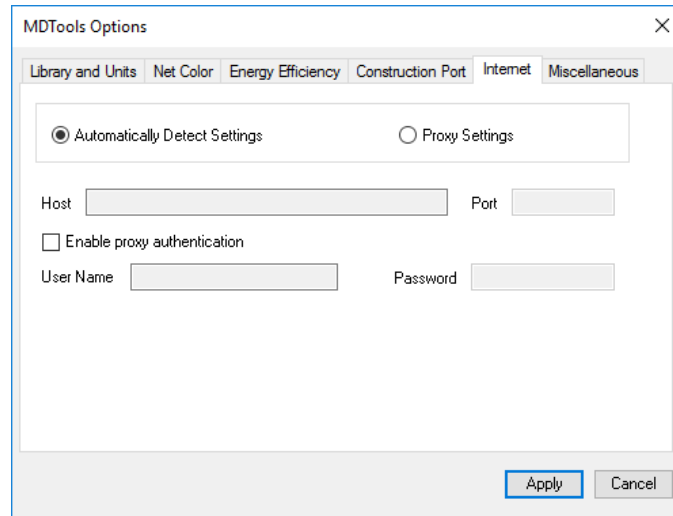 MDTools Options
Library and Units Net Color Energy Efficiency Construction Port Internet Miscellaneous
Automatically Detect Settings Proxy Settings
Host Port
Enable proxy authentication
User Name Password
Apply Cancel